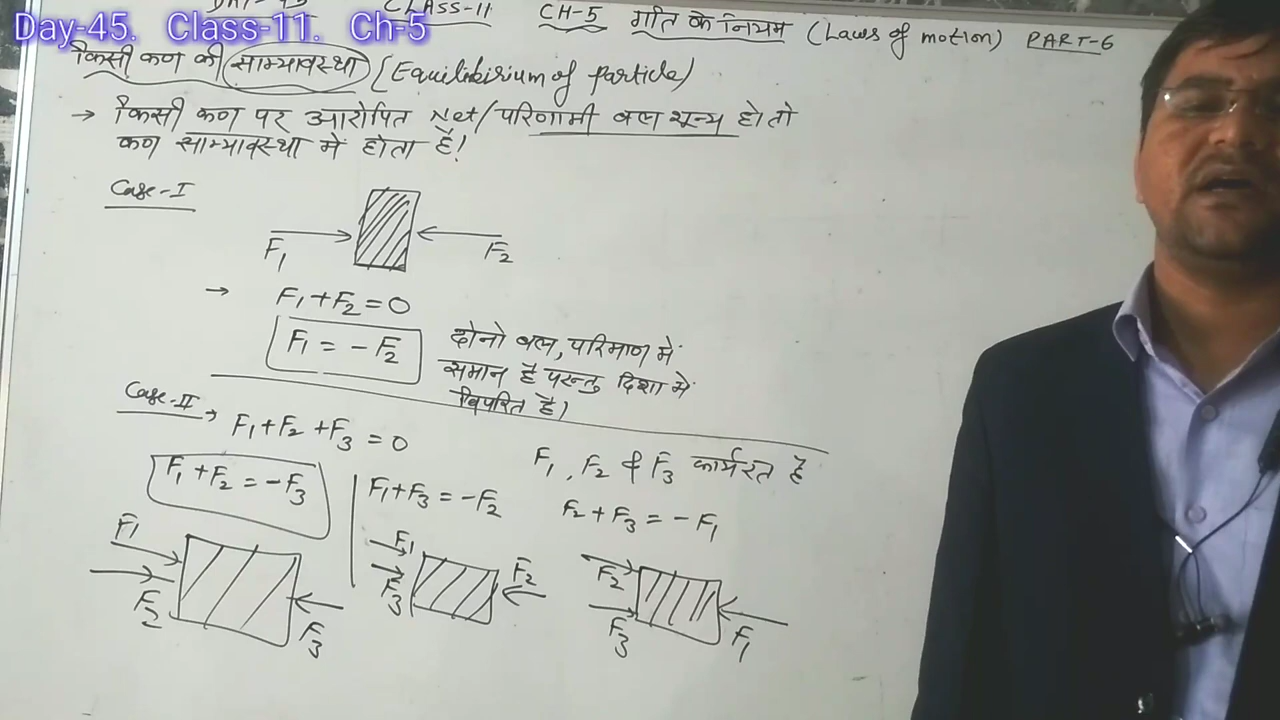 Day-45. Class-11. Ch-5
CLASS-11 CH-5 गति के नियम (Laws of motion) PART-6
किसी कण की साम्यावस्था (Equilibirium of particle)
→ किसी कण पर आरोपित Net/परिणामी बल शून्य हो तो
कण साम्यावस्था में होता है!
Case-I
F₁ F₂
→ F₁+F₂=0
F₁ = -F₂
दोनो बल, परिमाण में
समान है परन्तु दिशा मे
विपरित है।
Case-II → F₁+F₂+F₃=0
F₁, F₂ & F₃ कार्यरत है
F₁+F₂=-F₃ F₁+F₃=-F₂ F₂+F₃=-F₁
F₁ F₂ F₃
F₁ F₃ F₂
F₂ F₃ F₁